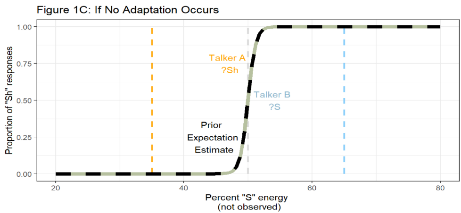 Figure 1C: If No Adaptation Occurs
Proportion of "Sh" responses
1.00
0.75
0.50
0.25
0.00
Talker A
?Sh
Talker B
?S
Prior
Expectation
Estimate
20
40
60
80
Percent "S" energy
(not observed)